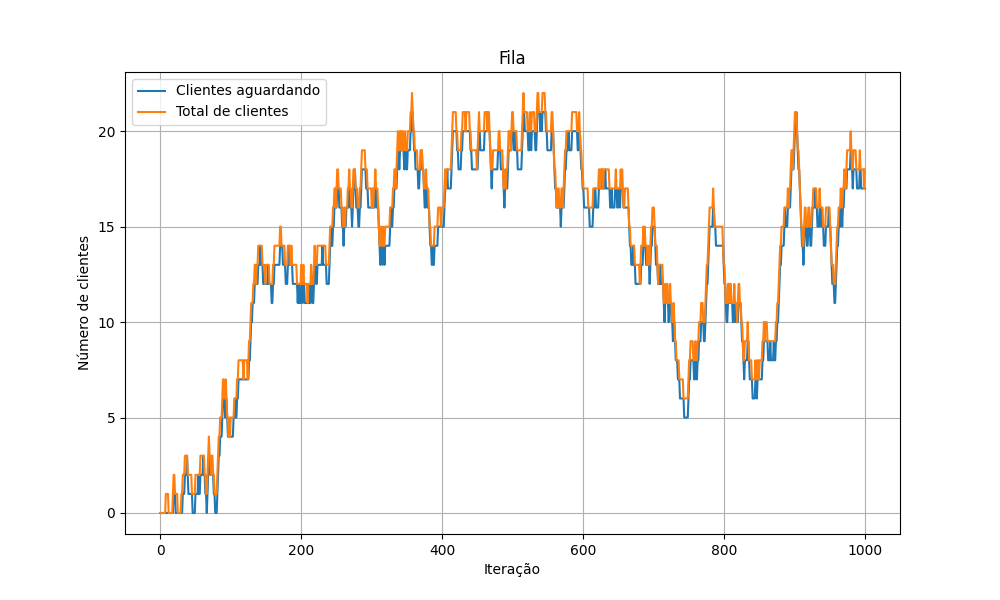 Fila
Clientes aguardando
Total de clientes
20
15
10
5
0
Número de clientes
0 200 400 600 800 1000
Iteração